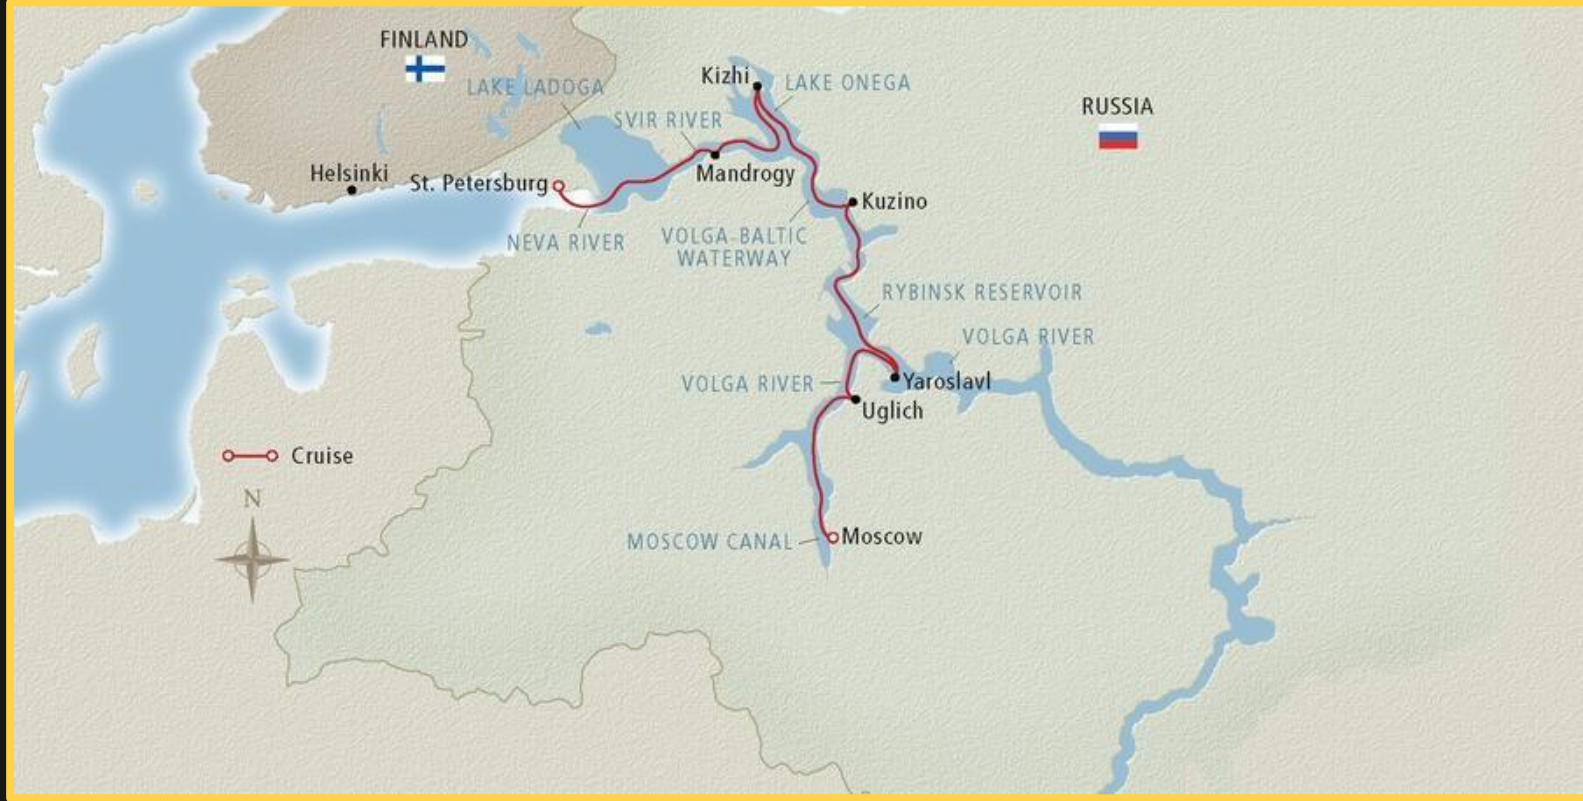 FINLAND
LAKE LADOGA
Kizhi
LAKE ONEGA
RUSSIA
SVIR RIVER
Helsinki
St. Petersburg
Mandrogy
Kuzino
NEVA RIVER
VOLGA-BALTIC
WATERWAY
RYBINSK RESERVOIR
VOLGA RIVER
VOLGA RIVER
Yaroslavl
Uglich
Cruise
N
MOSCOW CANAL
Moscow